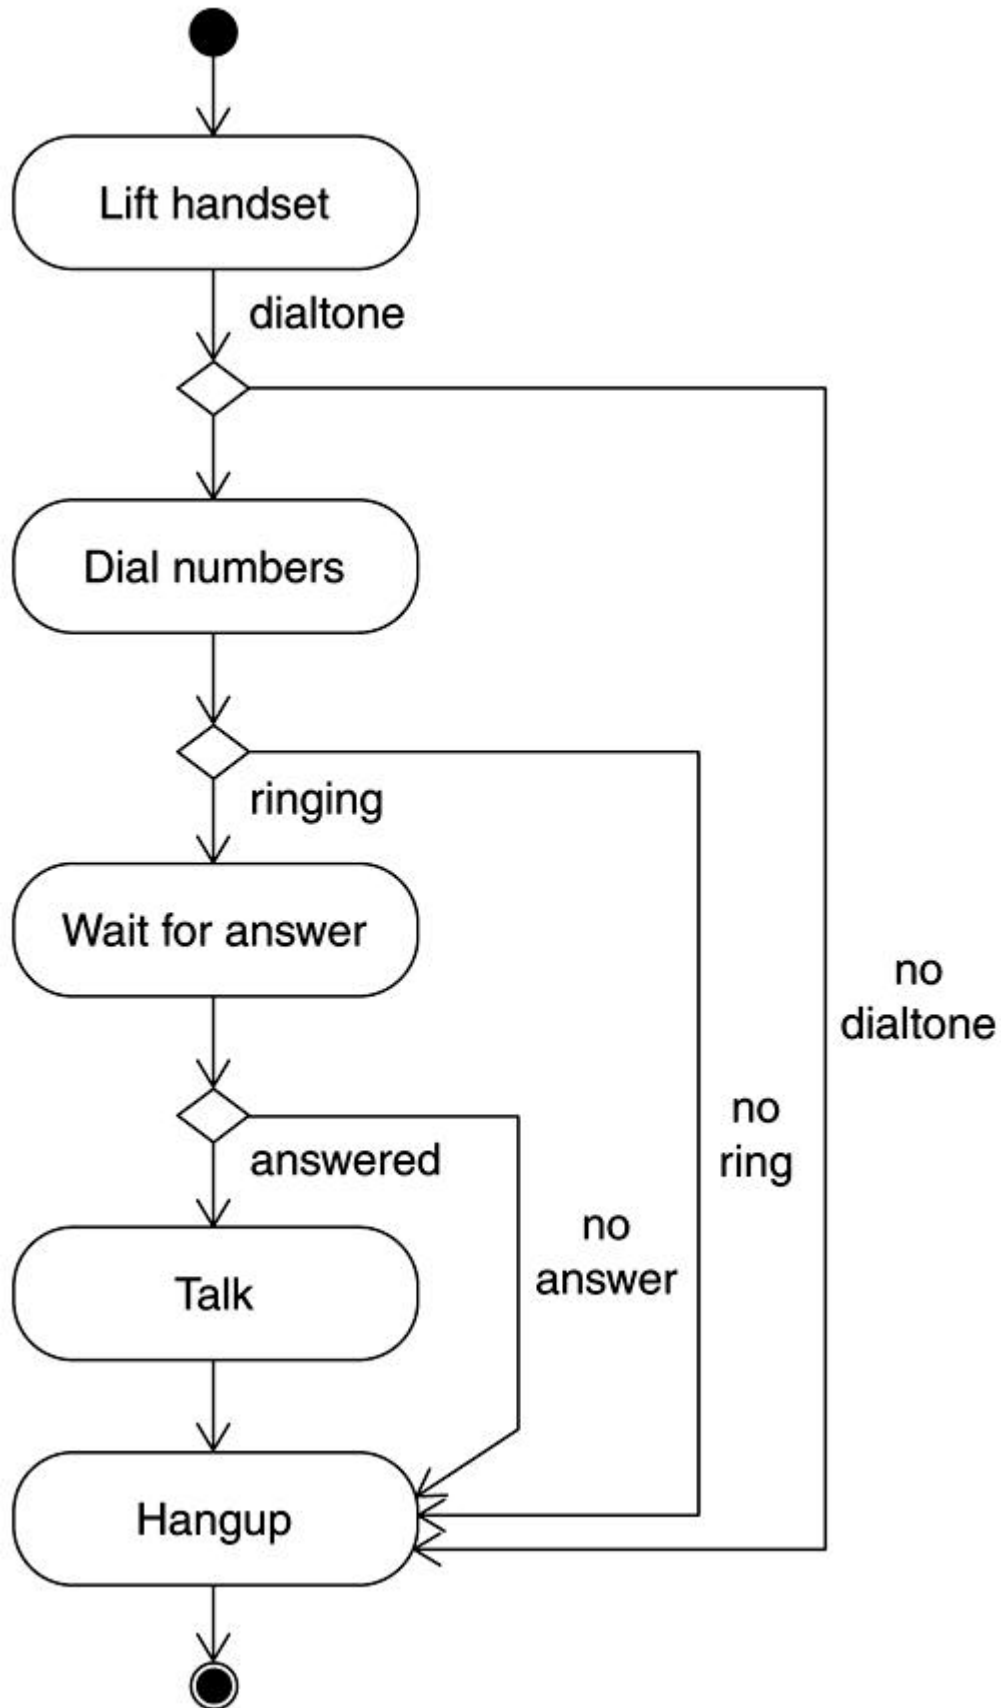 Lift handset
dialtone
Dial numbers
ringing
Wait for answer
no
dialtone
no
ring
answered
no
answer
Talk
Hangup